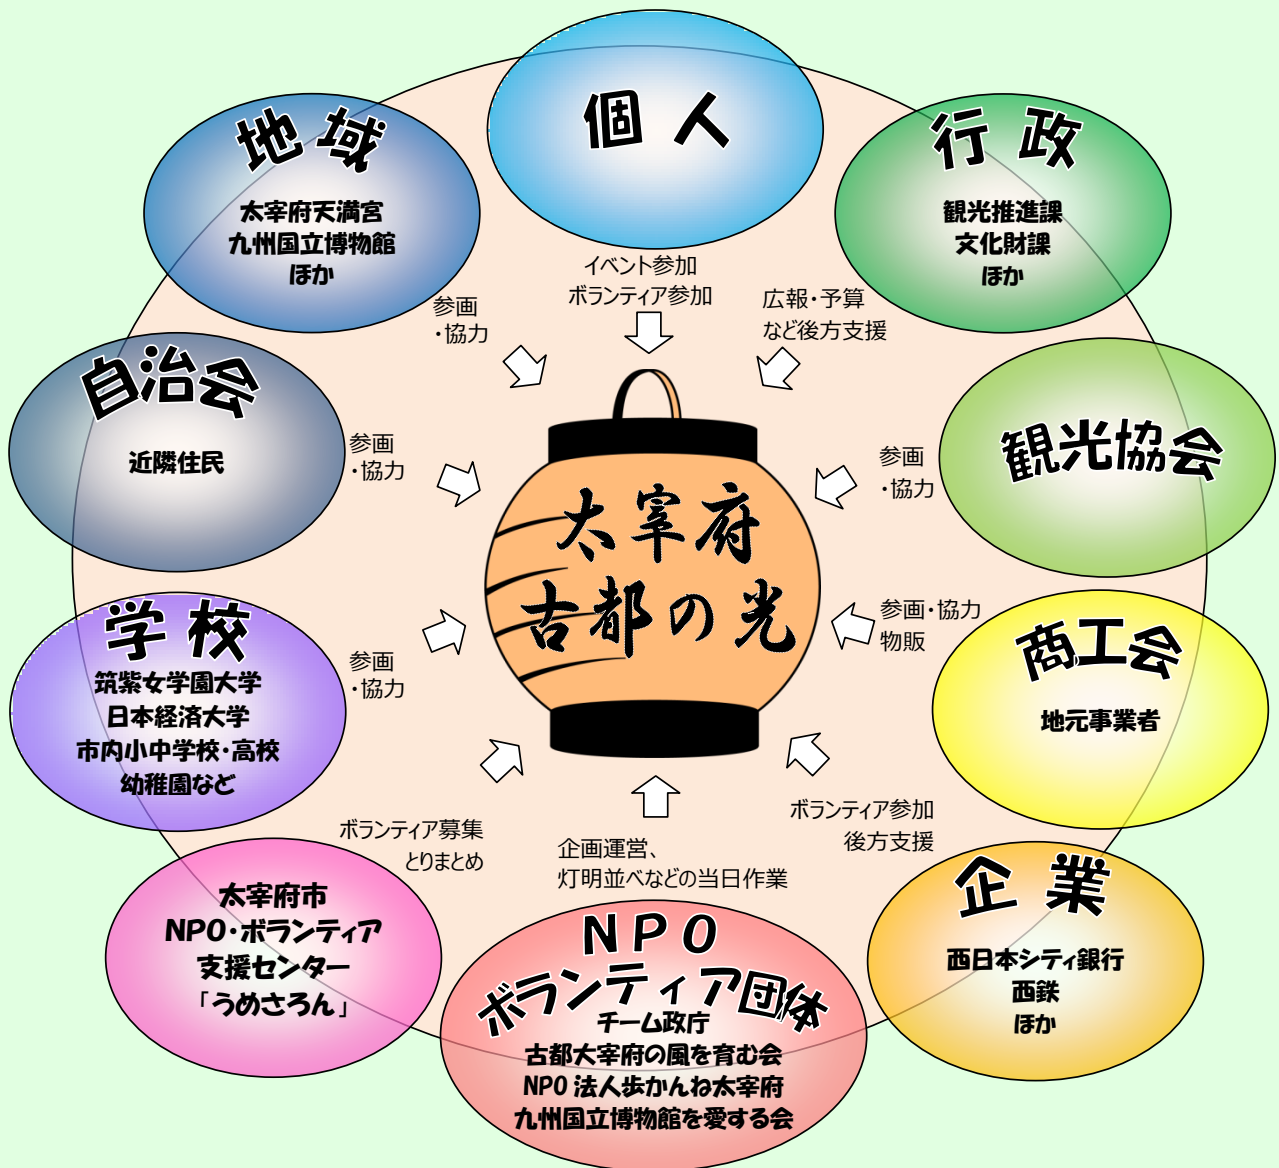 個人
地域
太宰府天満宮
九州国立博物館
ほか
行政
観光推進課
文化財課
ほか
イベント参加
ボランティア参加
参画
・協力
広報・予算
など後方支援
自治会
近隣住民
参画
・協力
観光協会
参画
・協力
太宰府
古都の光
学校
筑紫女学園大学
日本経済大学
市内小中学校・高校
幼稚園など
参画
・協力
商工会
地元事業者
参画・協力
物販
太宰府市
NPO・ボランティア
支援センター
「うめさろん」
ボランティア募集
とりまとめ
NPO
ボランティア団体
チーム政庁
古都大宰府の風を育む会
NPO法人歩かんね太宰府
九州国立博物館を愛する会
企画運営、
灯明並べなどの当日作業
企業
西日本シティ銀行
西鉄
ほか
ボランティア参加
後方支援